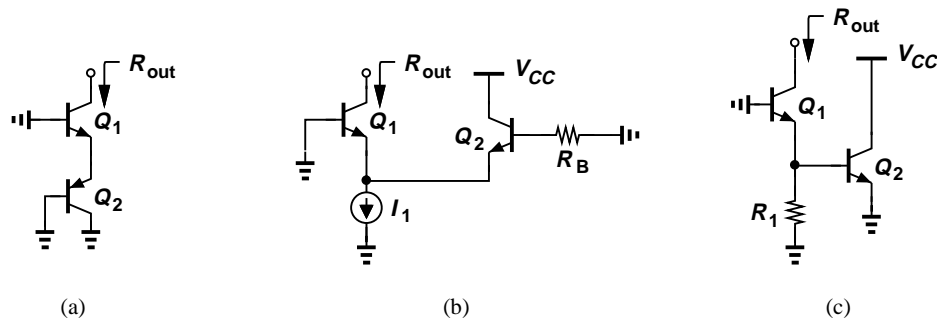 R_out
Q_1
Q_2
(a)
R_out
Q_1
I_1
V_CC
Q_2
R_B
(b)
R_out
V_CC
Q_1
Q_2
R_1
(c)